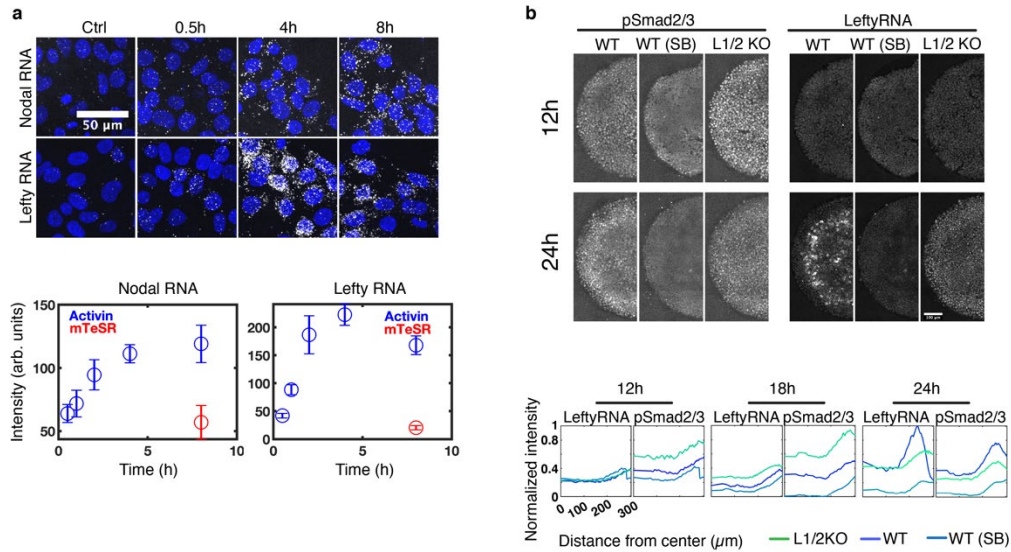 a
Ctrl 0.5h 4h 8h
Nodal RNA
50 µm
Lefty RNA
Nodal RNA Lefty RNA
Intensity (arb. units)
150
100
50
Activin
mTeSR
0 5 10
Time (h)
200
150
100
50
0
Activin
mTeSR
0 5 10
Time (h)
b
pSmad2/3 LeftyRNA
WT WT (SB) L1/2 KO WT WT (SB) L1/2 KO
12h
24h
12h 18h 24h
LeftyRNA pSmad2/3 LeftyRNA pSmad2/3 LeftyRNA pSmad2/3
Normalized intensity
1
0.8
0.4
0
0 100 200 300
Distance from center (µm) L1/2KO WT WT (SB)